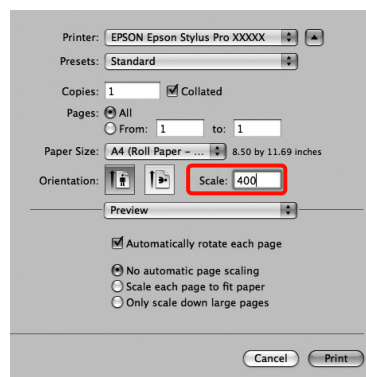 Printer: EPSON Epson Stylus Pro XXXXX
Presets: Standard
Copies: 1 Collated
Pages: All
From: 1 to: 1
Paper Size: A4 (Roll Paper – ... 8.50 by 11.69 inches
Orientation: Scale: 400
Preview
Automatically rotate each page
No automatic page scaling
Scale each page to fit paper
Only scale down large pages
Cancel Print